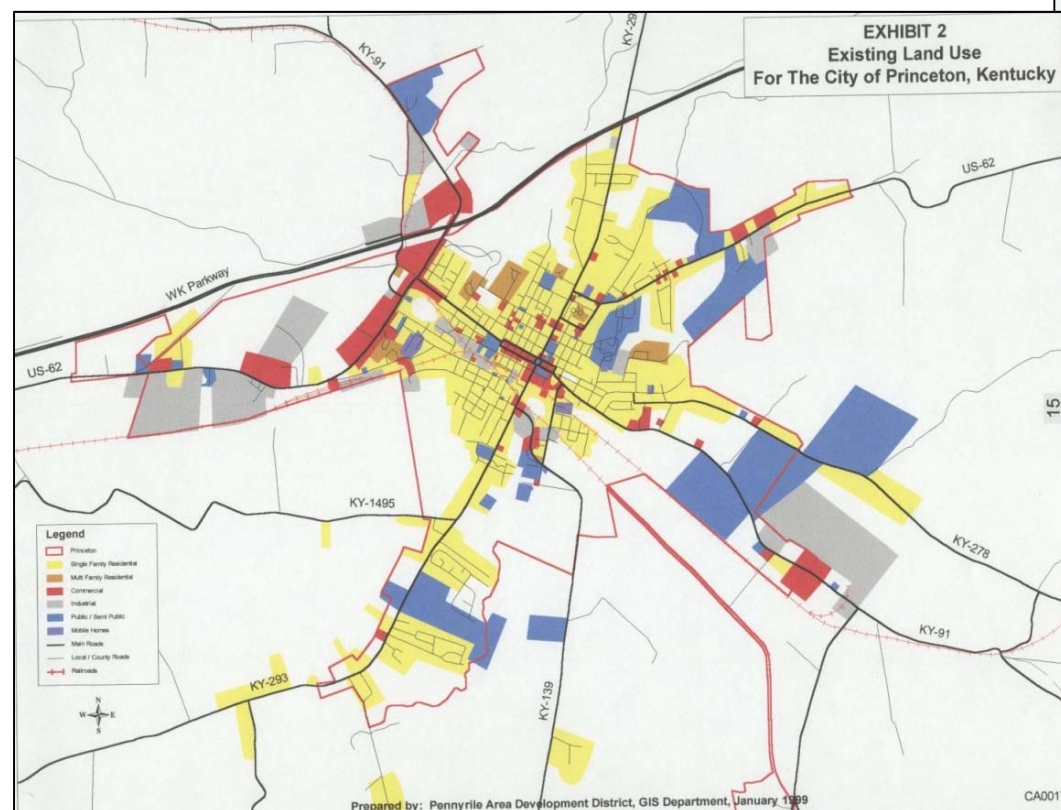 EXHIBIT 2
Existing Land Use
For The City of Princeton, Kentucky
KY-91
KY-29
US-62
WK Parkway
US-62
15
KY-1495
KY-278
KY-91
KY-293
KY-139
Legend
Princeton
Single Family Residential
Multi Family Residential
Commercial
Industrial
Public / Semi Public
Mobile Homes
Main Roads
Local / County Roads
Railroads
N
W
E
S
Prepared by: Pennyrile Area Development District, GIS Department, January 1999
CA001